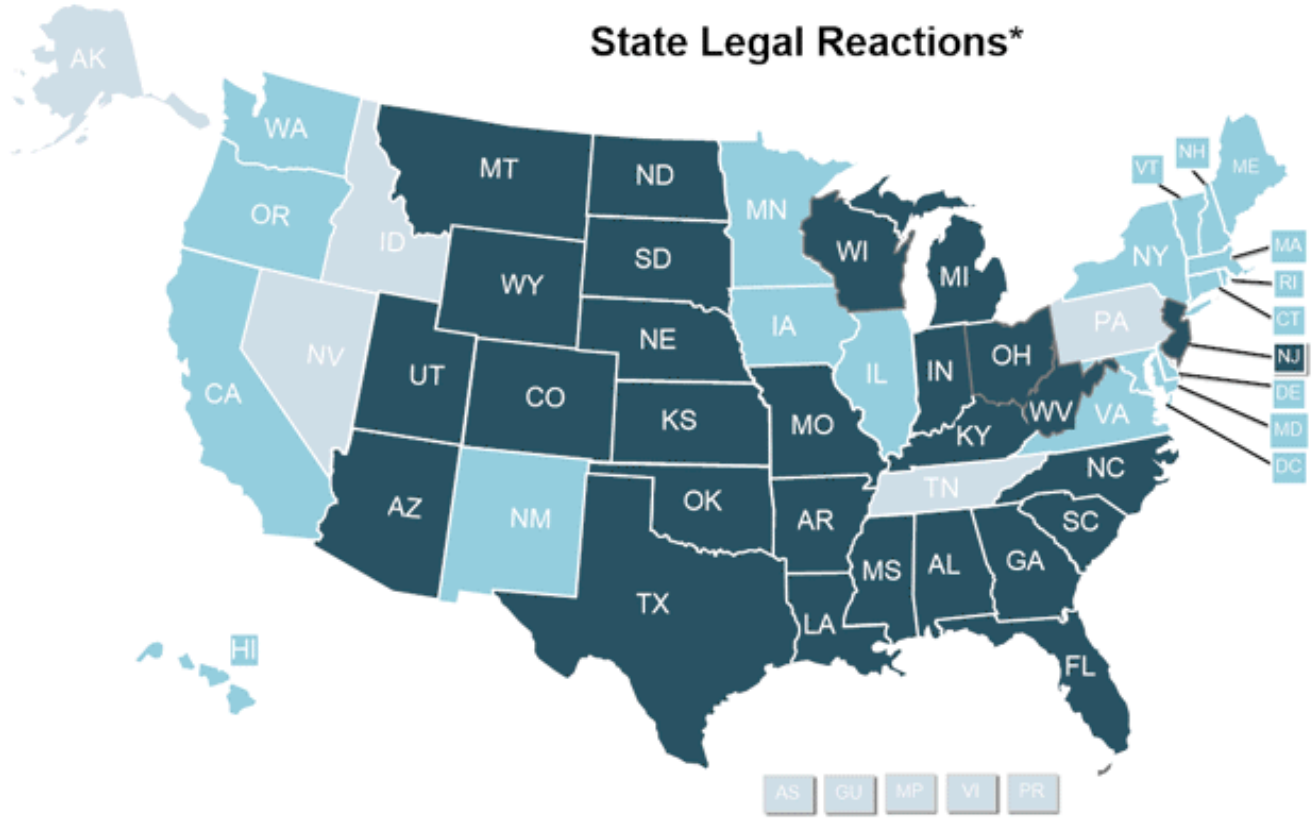 State Legal Reactions*
AK
WA
MT
ND
MN
VT
NH
ME
OR
ID
SD
WI
MI
NY
MA
RI
CT
WY
NE
IA
PA
NJ
NV
UT
CO
IL
IN
OH
DE
CA
KS
MO
KY
WV
VA
MD
DC
AZ
NM
OK
AR
TN
NC
SC
TX
LA
MS
AL
GA
FL
HI
AS
GU
MP
VI
PR